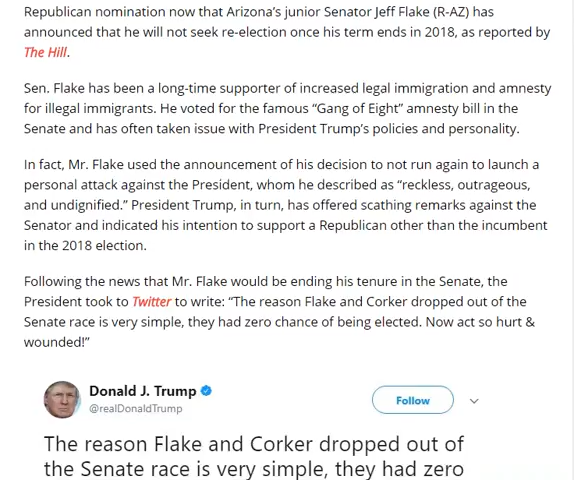 Republican nomination now that Arizona’s junior Senator Jeff Flake (R-AZ) has
announced that he will not seek re-election once his term ends in 2018, as reported by
The Hill.
Sen. Flake has been a long-time supporter of increased legal immigration and amnesty
for illegal immigrants. He voted for the famous “Gang of Eight” amnesty bill in the
Senate and has often taken issue with President Trump’s policies and personality.
In fact, Mr. Flake used the announcement of his decision to not run again to launch a
personal attack against the President, whom he described as “reckless, outrageous,
and undignified.” President Trump, in turn, has offered scathing remarks against the
Senator and indicated his intention to support a Republican other than the incumbent
in the 2018 election.
Following the news that Mr. Flake would be ending his tenure in the Senate, the
President took to Twitter to write: “The reason Flake and Corker dropped out of the
Senate race is very simple, they had zero chance of being elected. Now act so hurt &
wounded!”
Donald J. Trump
@realDonaldTrump
Follow
The reason Flake and Corker dropped out of
the Senate race is very simple, they had zero